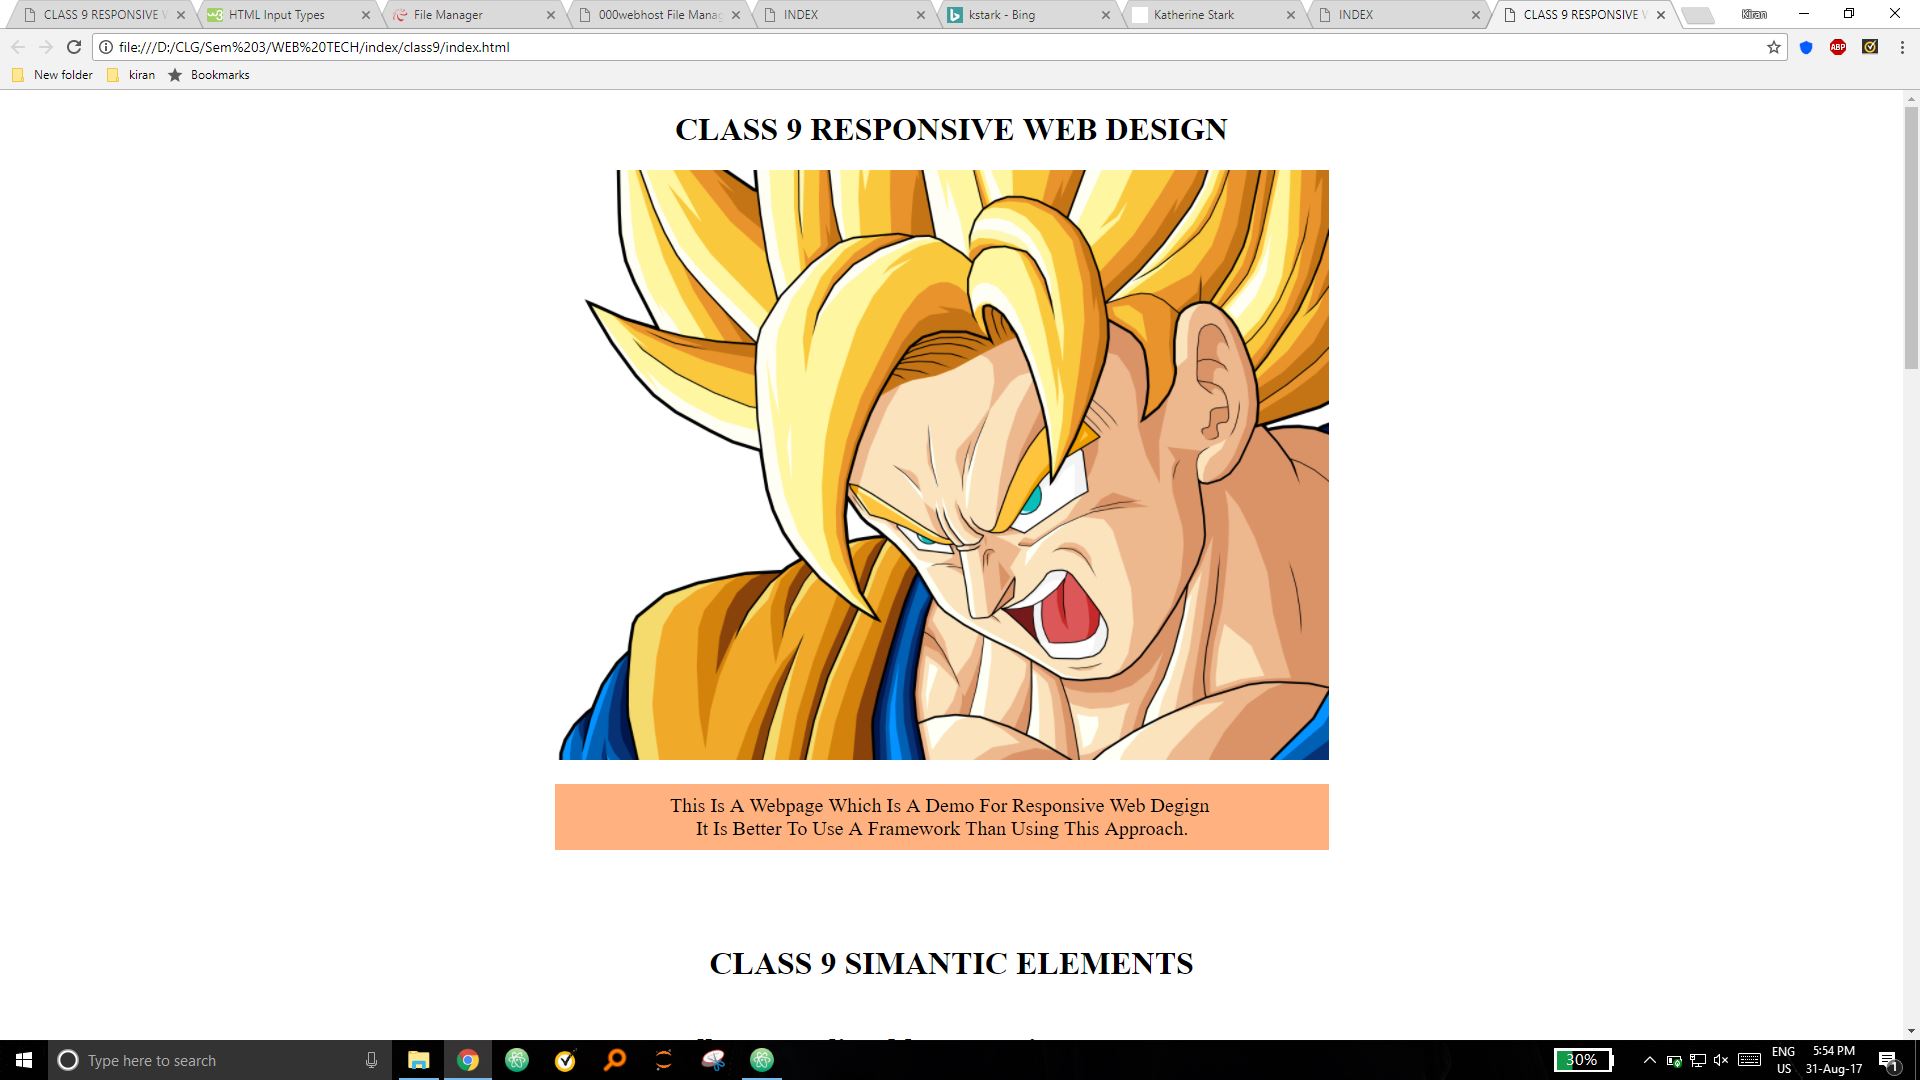 CLASS 9 RESPONSIVE W
HTML Input Types
File Manager
000webhost File Manag
INDEX
kstark - Bing
Katherine Stark
INDEX
CLASS 9 RESPONSIVE W
Kiran
file:///D:/CLG/Sem%203/WEB%20TECH/index/class9/index.html
ABP
New folder
kiran
Bookmarks
CLASS 9 RESPONSIVE WEB DESIGN
This Is A Webpage Which Is A Demo For Responsive Web Degign
It Is Better To Use A Framework Than Using This Approach.
CLASS 9 SIMANTIC ELEMENTS
Type here to search
30%
ENG
US
5:54 PM
31-Aug-17
1